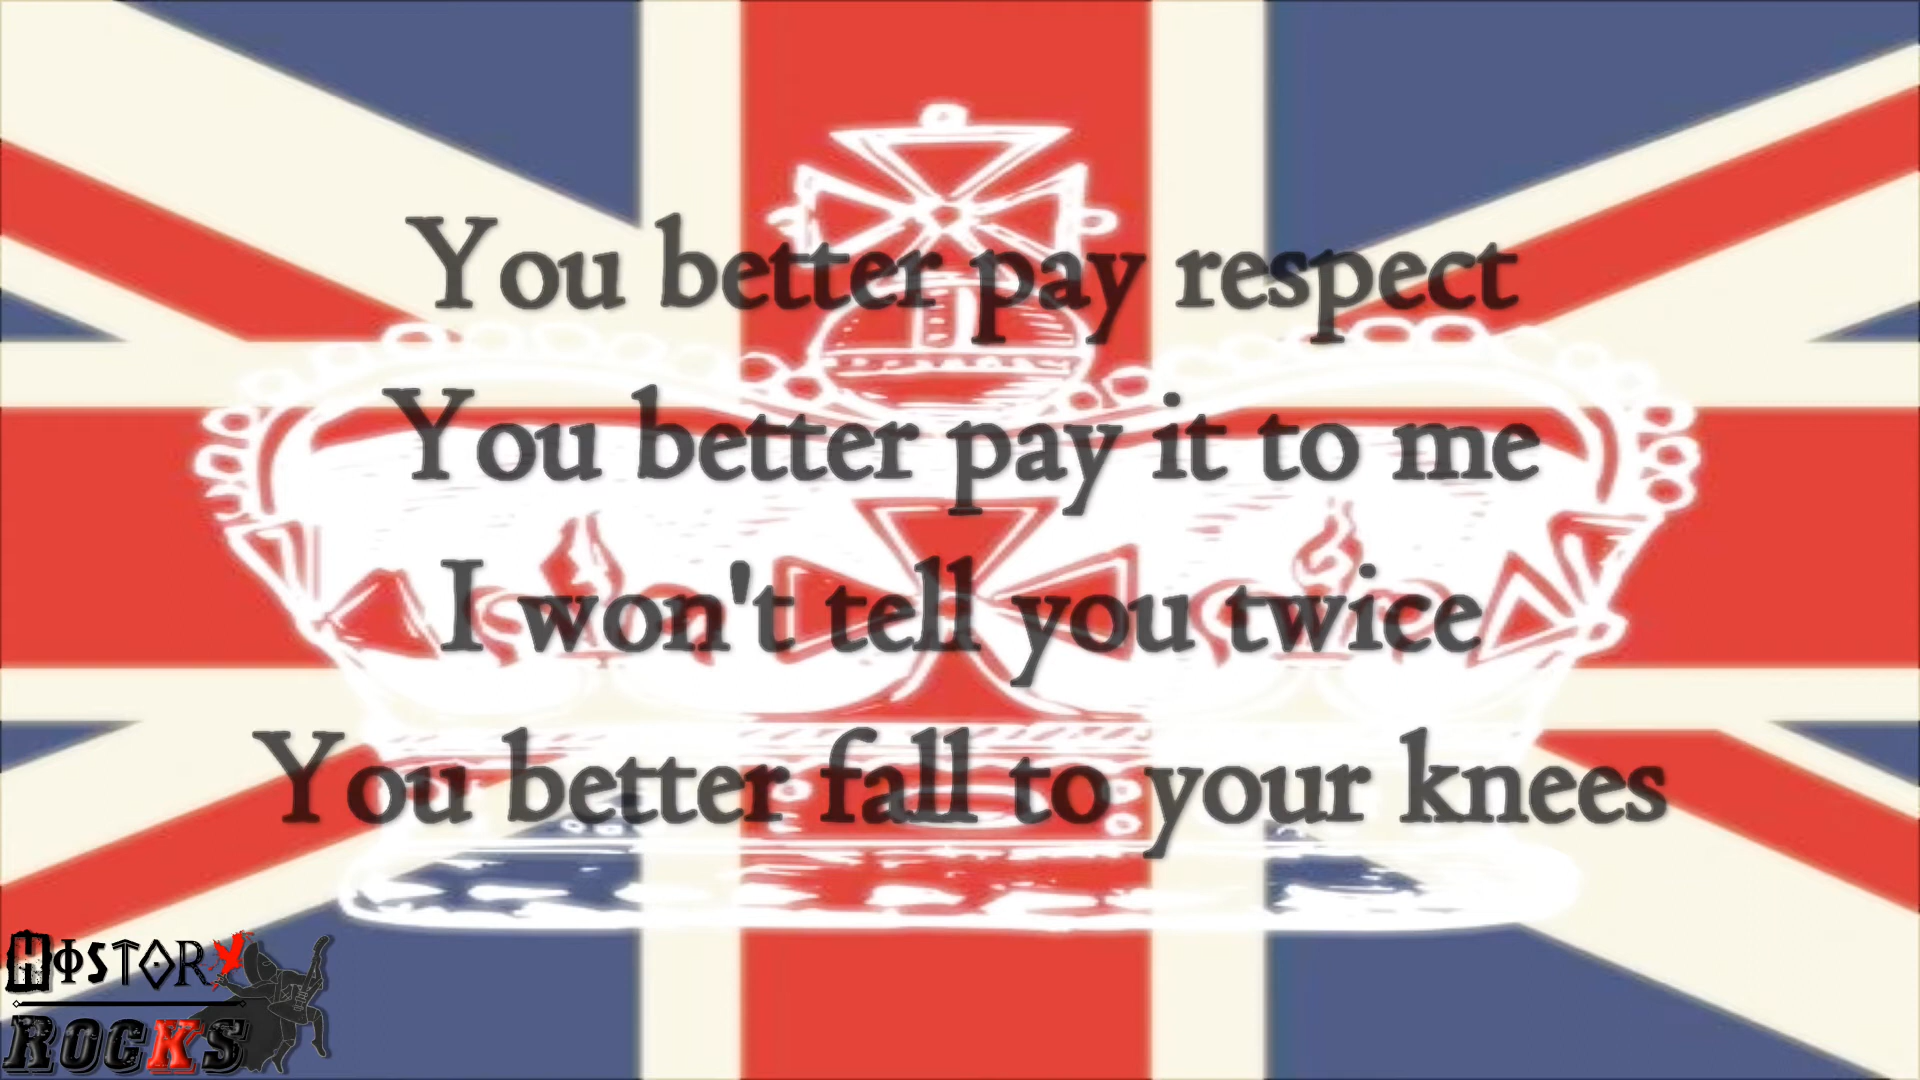 You better pay respect
You better pay it to me
I won't tell you twice
You better fall to your knees
HISTORY
ROCKS